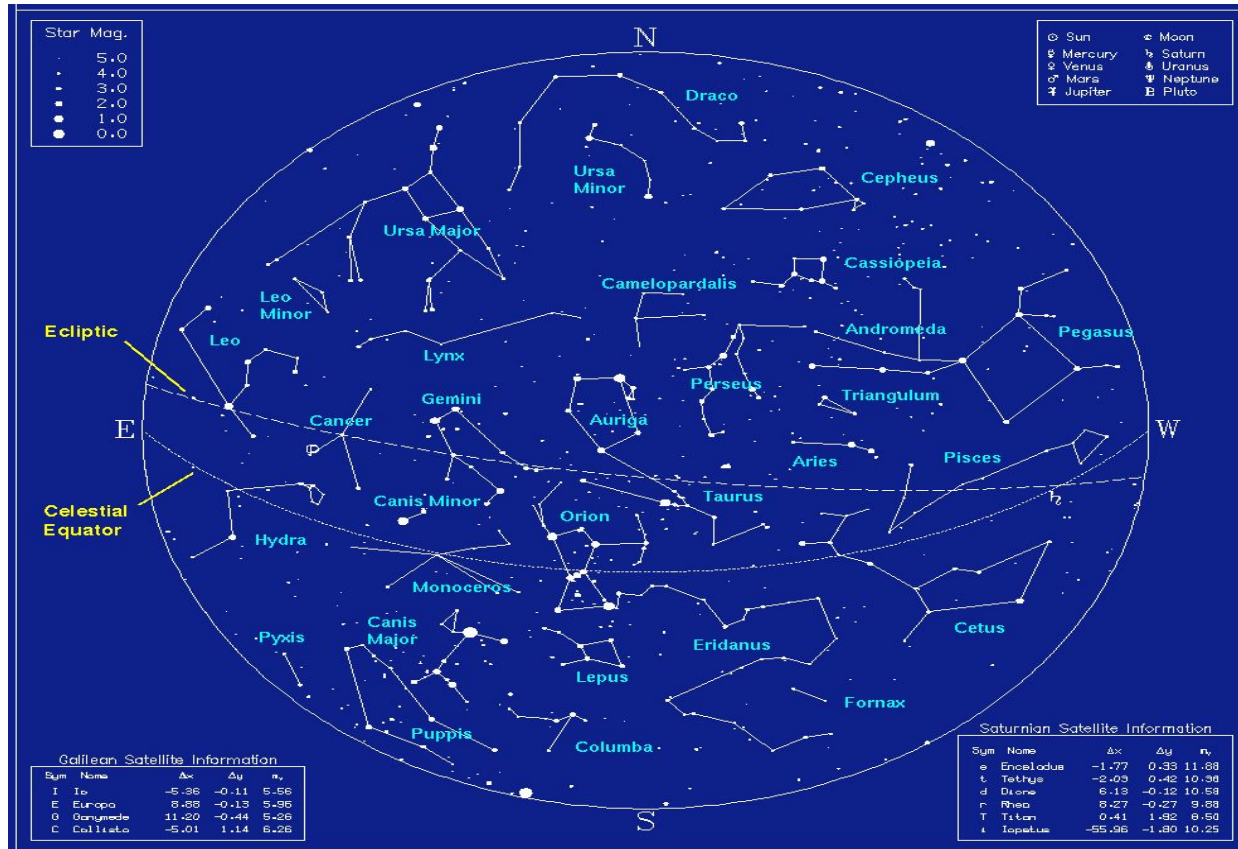 Star Mag.
5.0
4.0
3.0
2.0
1.0
0.0
N
Sun Moon
Mercury Saturn
Venus Uranus
Mars Neptune
Jupiter Pluto
Draco
Ursa
Minor
Cepheus
Ursa Major
Cassiopeia
Camelopardalis
Leo
Minor
Ecliptic
Leo
Lynx
Andromeda
Pegasus
Perseus
Triangulum
Gemini
Cancer
Auriga
E
W
Aries
Pisces
Canis Minor
Taurus
Celestial
Equator
Orion
Hydra
Monoceros
Canis
Major
Pyxis
Eridanus
Cetus
Lepus
Fornax
Puppis
Columba
S
Galilean Satellite Information
Sym Name Δx Δy mᵥ
I Io -5.36 -0.11 5.56
E Europa 8.88 -0.13 5.95
G Ganymede 11.20 -0.44 5.26
C Callisto -5.01 1.14 6.26
Saturnian Satellite Information
Sym Name Δx Δy mᵥ
e Enceladus -1.77 0.33 11.88
t Tethys -2.03 0.42 10.38
d Dione 6.13 -0.12 10.58
r Rhea 8.27 -0.27 9.88
T Titan 0.41 1.92 8.50
i Iapetus -55.96 -1.80 10.25